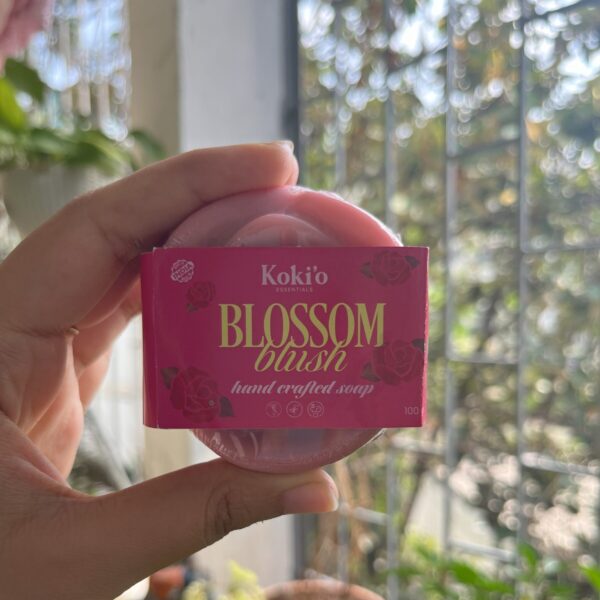 Koki'o
ESSENTIALS
BLOSSOM
blush
hand crafted soap
100